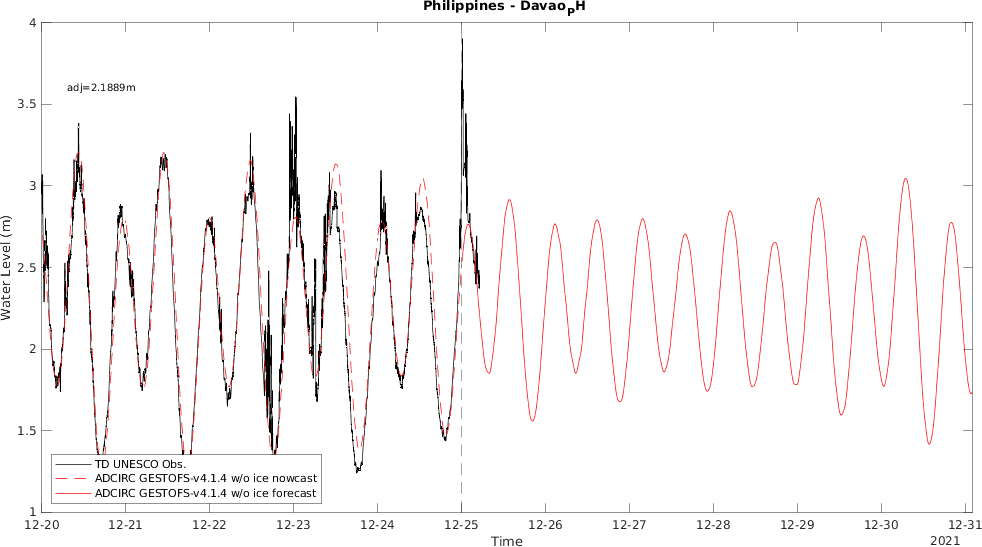 Philippines - DavaopH
4
3.5
3
2.5
2
1.5
1
Water Level (m)
adj=2.1889m
TD UNESCO Obs.
ADCIRC GESTOFS-v4.1.4 w/o ice nowcast
ADCIRC GESTOFS-v4.1.4 w/o ice forecast
12-20 12-21 12-22 12-23 12-24 12-25 12-26 12-27 12-28 12-29 12-30 12-31
Time
2021